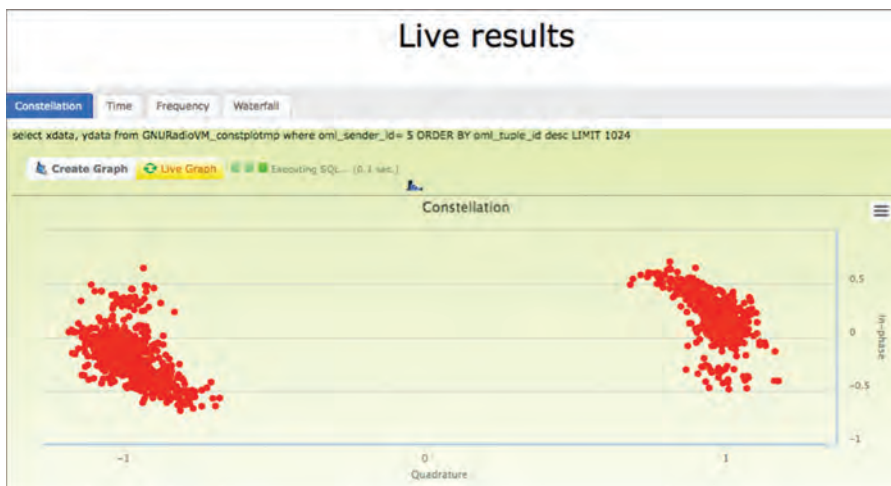 Live results
Constellation Time Frequency Waterfall
select xdata, ydata from GNURadioVM_constplotmp where oml_sender_id= 5 ORDER BY oml_tuple_id desc LIMIT 1024
Create Graph Live Graph Executing SQL... (0.1 sec.)
Constellation
0.5
0
−0.5
−1
In-phase
−1 0 1
Quadrature